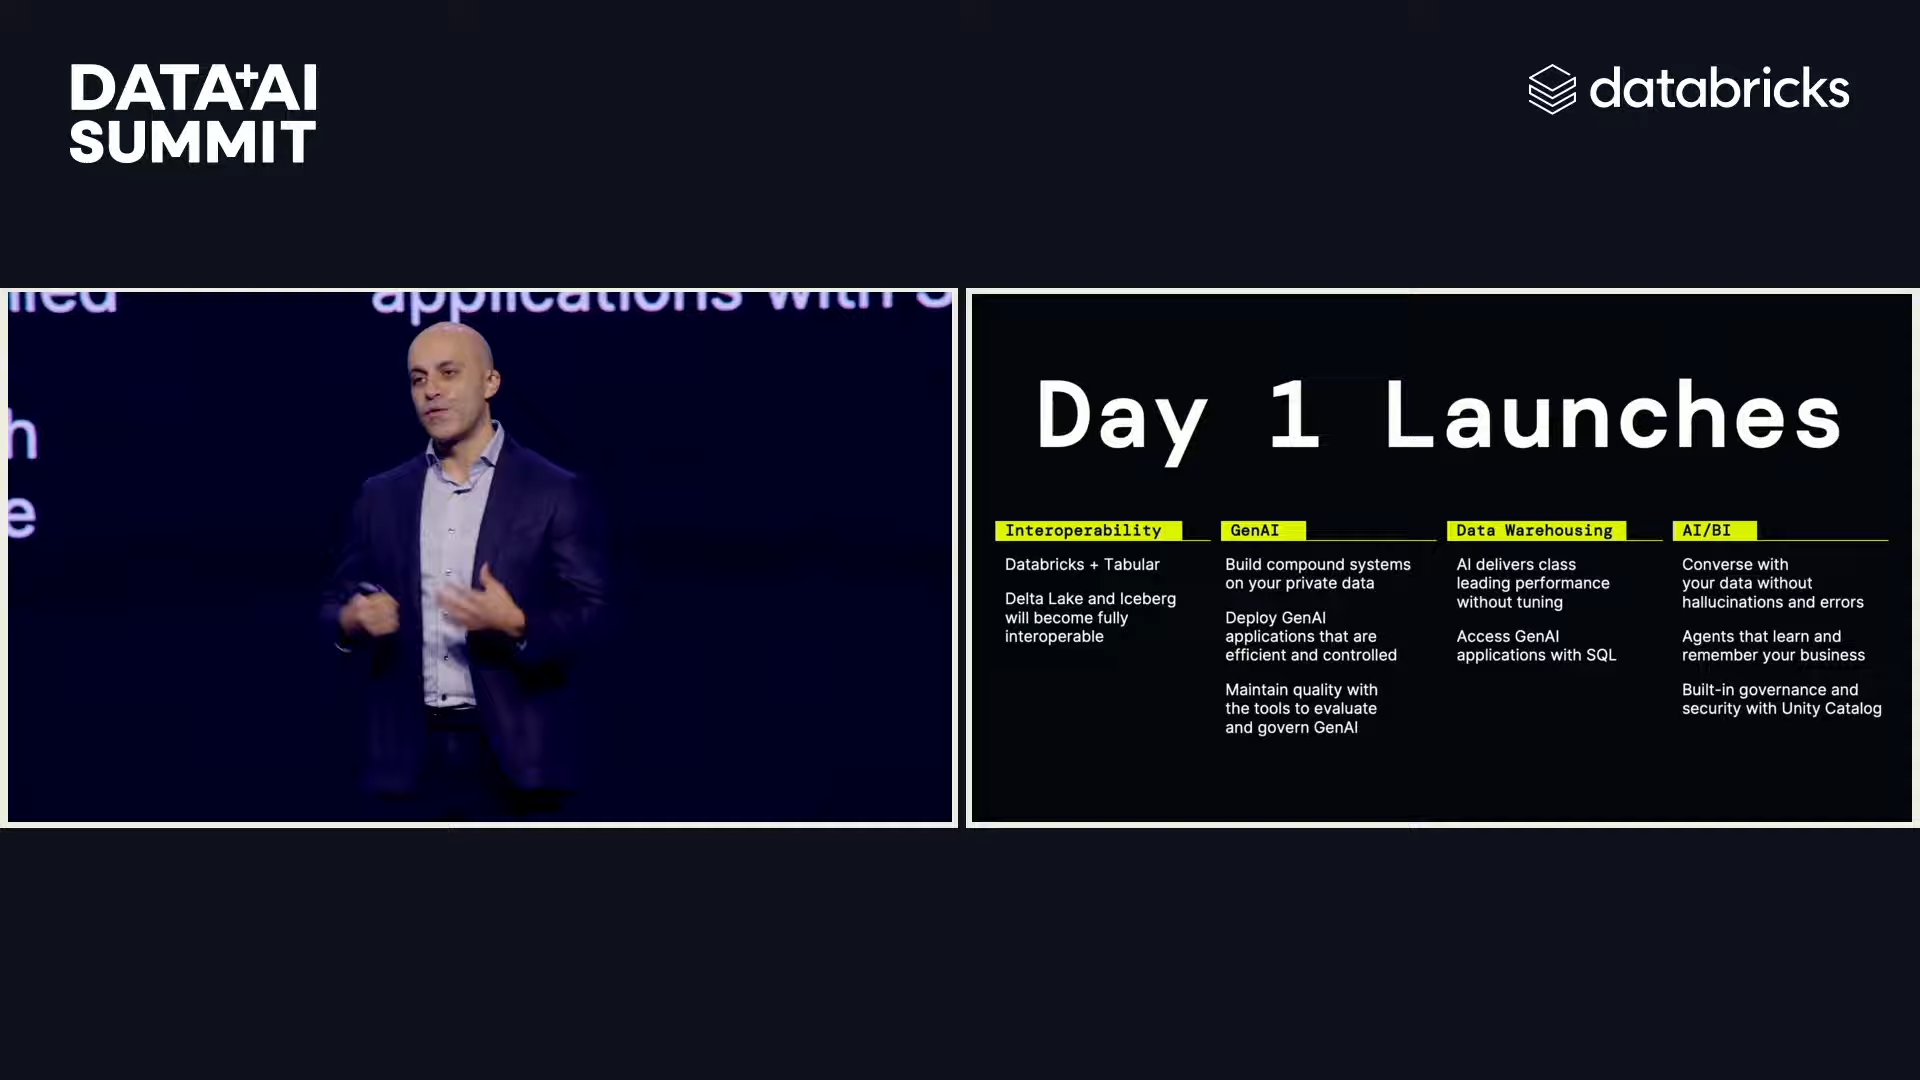 DATA+AI
SUMMIT
databricks
applications with S
h
e
Day 1 Launches
Interoperability
Databricks + Tabular
Delta Lake and Iceberg
will become fully
interoperable
GenAI
Build compound systems
on your private data
Deploy GenAI
applications that are
efficient and controlled
Maintain quality with
the tools to evaluate
and govern GenAI
Data Warehousing
AI delivers class
leading performance
without tuning
Access GenAI
applications with SQL
AI/BI
Converse with
your data without
hallucinations and errors
Agents that learn and
remember your business
Built-in governance and
security with Unity Catalog